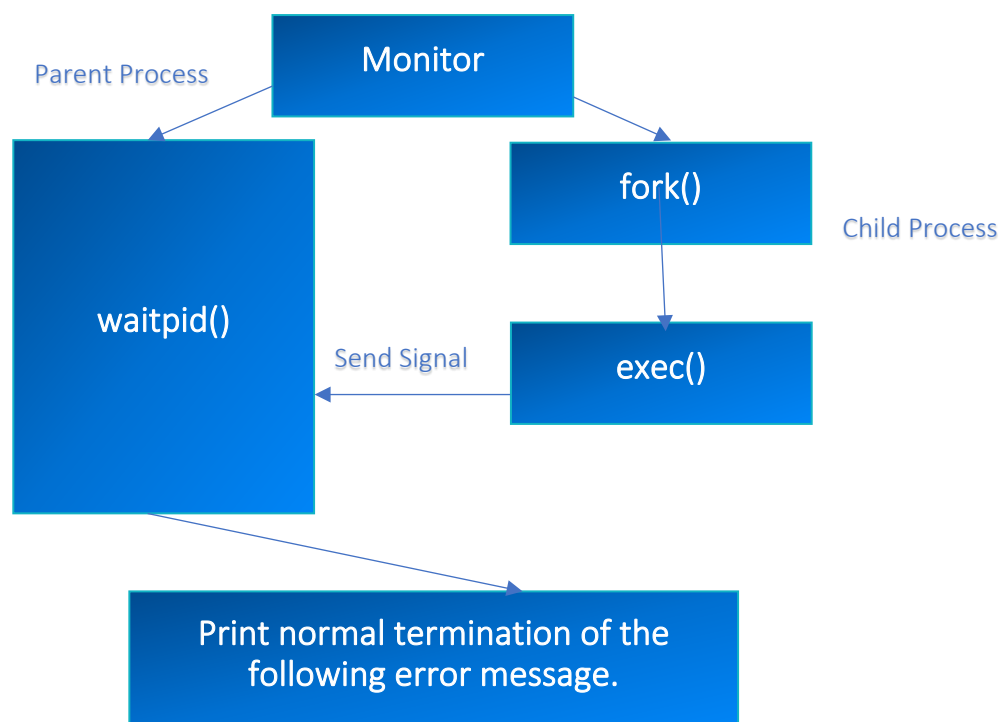 Monitor
Parent Process
fork()
Child Process
waitpid()
Send Signal
exec()
Print normal termination of the
following error message.